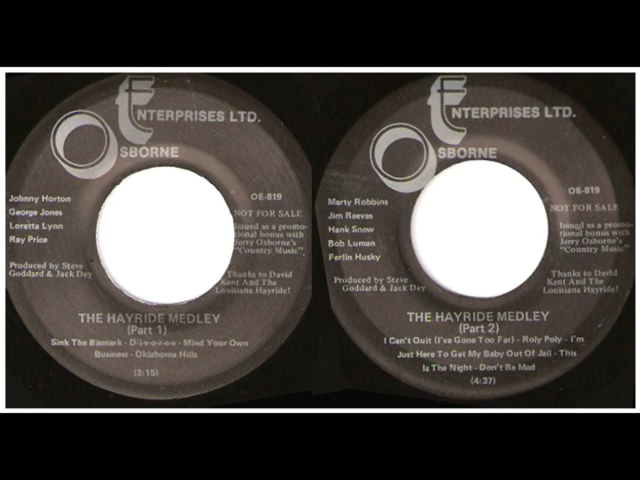 ENTERPRISES LTD.
OSBORNE
OE-819
Johnny Horton
George Jones
Loretta Lynn
Ray Price
NOT FOR SALE
Issued as a promo-
tional bonus with
Jerry Osborne's
"Country Music"
Produced by Steve
Goddard & Jack Dey
Thanks to David
Kent And The
Louisiana Hayride!
THE HAYRIDE MEDLEY
(Part 1)
Sink The Bismark - D-i-v-o-r-c-e - Mind Your Own
Business - Oklahoma Hills
(3:15)
ENTERPRISES LTD.
OSBORNE
OE-819
Marty Robbins
Jim Reeves
Hank Snow
Bob Luman
Ferlin Husky
NOT FOR SALE
Issued as a promo-
tional bonus with
Jerry Osborne's
"Country Music"
Produced by Steve
Goddard & Jack Dey
Thanks to David
Kent And The
Louisiana Hayride!
THE HAYRIDE MEDLEY
(Part 2)
I Can't Quit (I've Gone Too Far) - Roly Poly - I'm
Just Here To Get My Baby Out Of Jail - This
Is The Night - Don't Be Mad
(4:37)